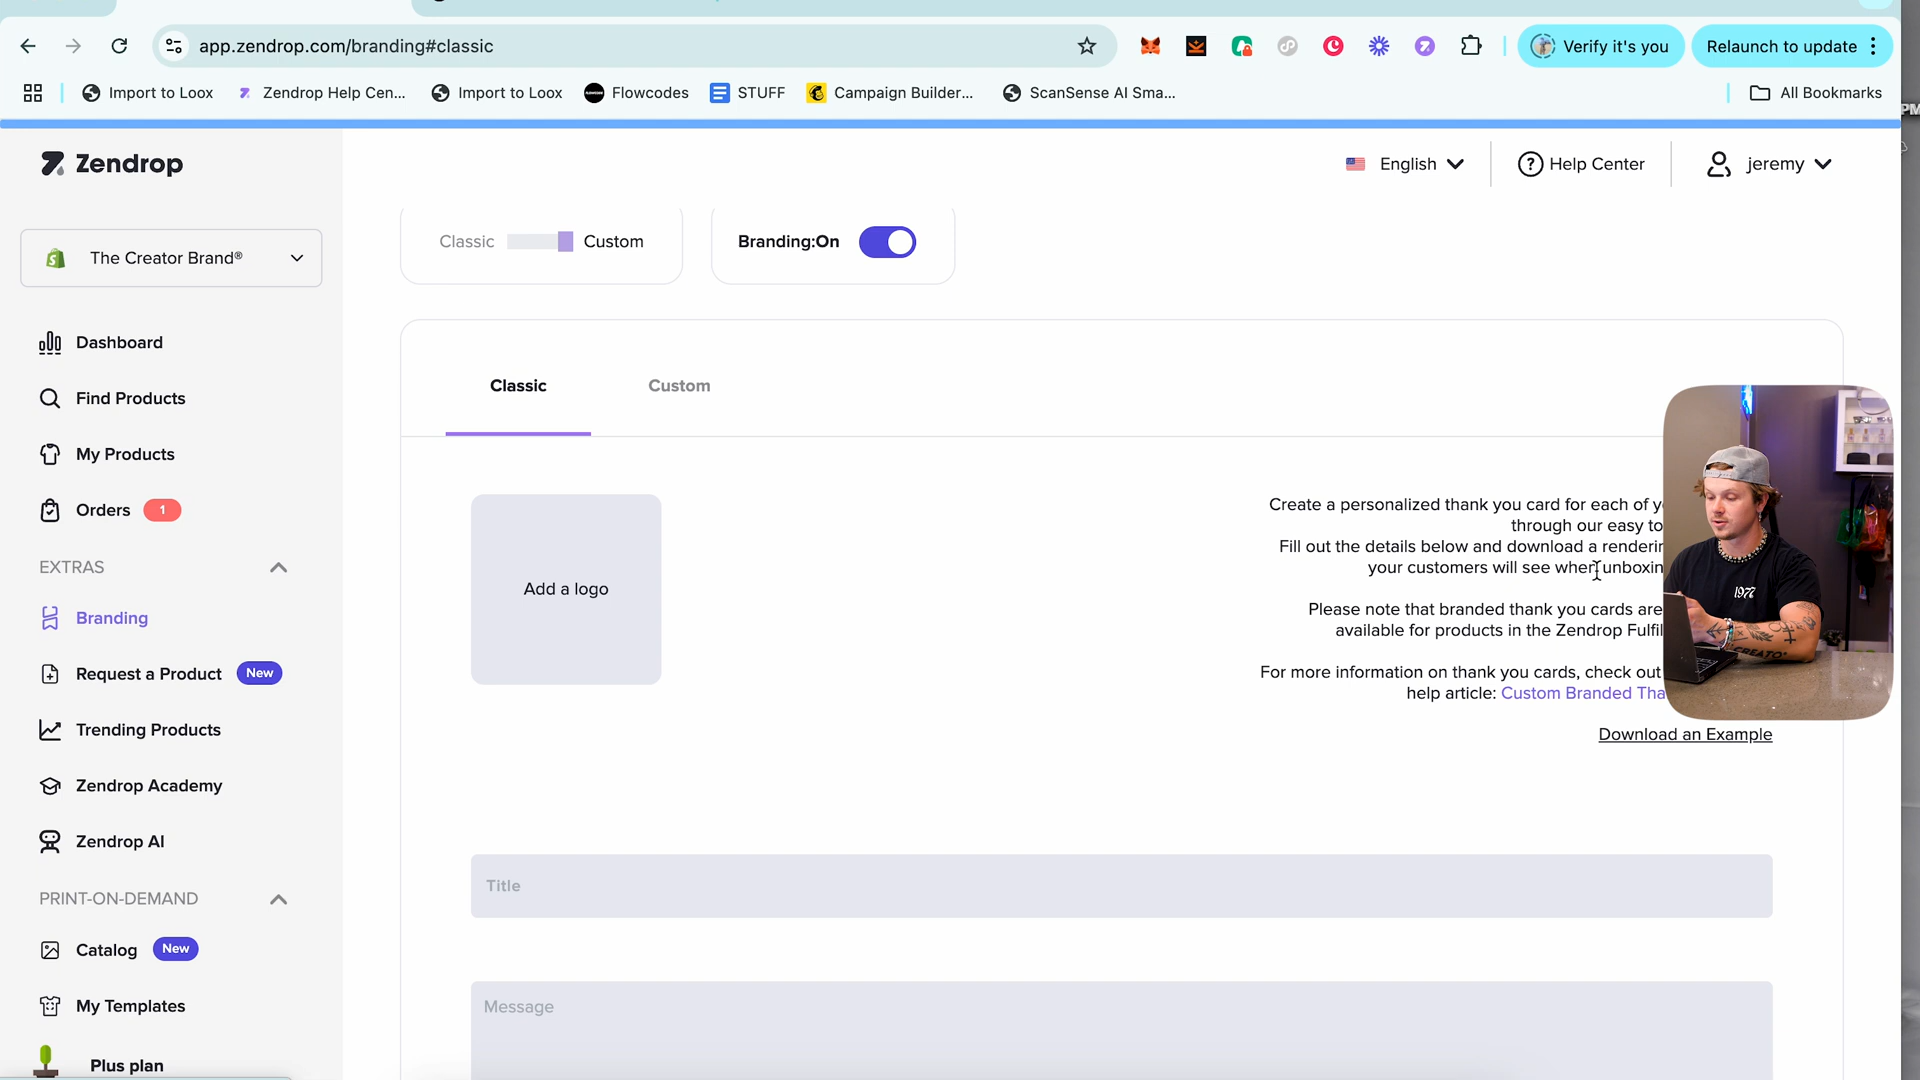 app.zendrop.com/branding#classic
Verify it's you
Relaunch to update
Import to Loox
Zendrop Help Cen...
Import to Loox
Flowcodes
STUFF
Campaign Builder...
ScanSense AI Sma...
All Bookmarks
Zendrop
English
Help Center
jeremy
The Creator Brand®
Classic
Custom
Branding:On
Dashboard
Find Products
My Products
Orders 1
EXTRAS
Branding
Request a Product New
Trending Products
Zendrop Academy
Zendrop AI
PRINT-ON-DEMAND
Catalog New
My Templates
Plus plan
Classic
Custom
Add a logo
Create a personalized thank you card for each of
through our easy to
Fill out the details below and download a
your customers will see when
Please note that branded thank you cards are
available for products in the Zendrop
For more information on thank you cards, check out
help article: Custom Branded
Download an Example
Title
Message
1977